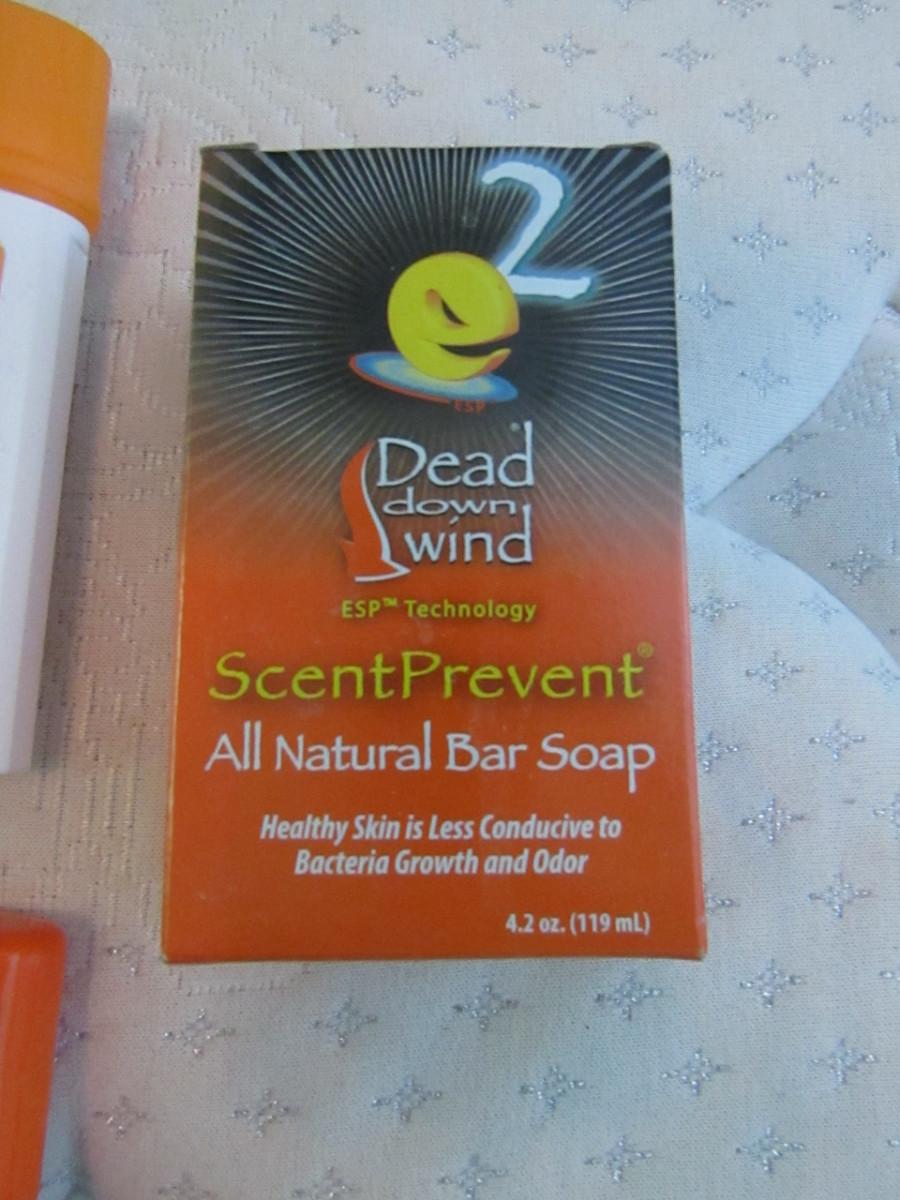 e2
ESP
Dead®
down
wind
ESP™ Technology
ScentPrevent®
All Natural Bar Soap
Healthy Skin is Less Conducive to
Bacteria Growth and Odor
4.2 oz. (119 mL)